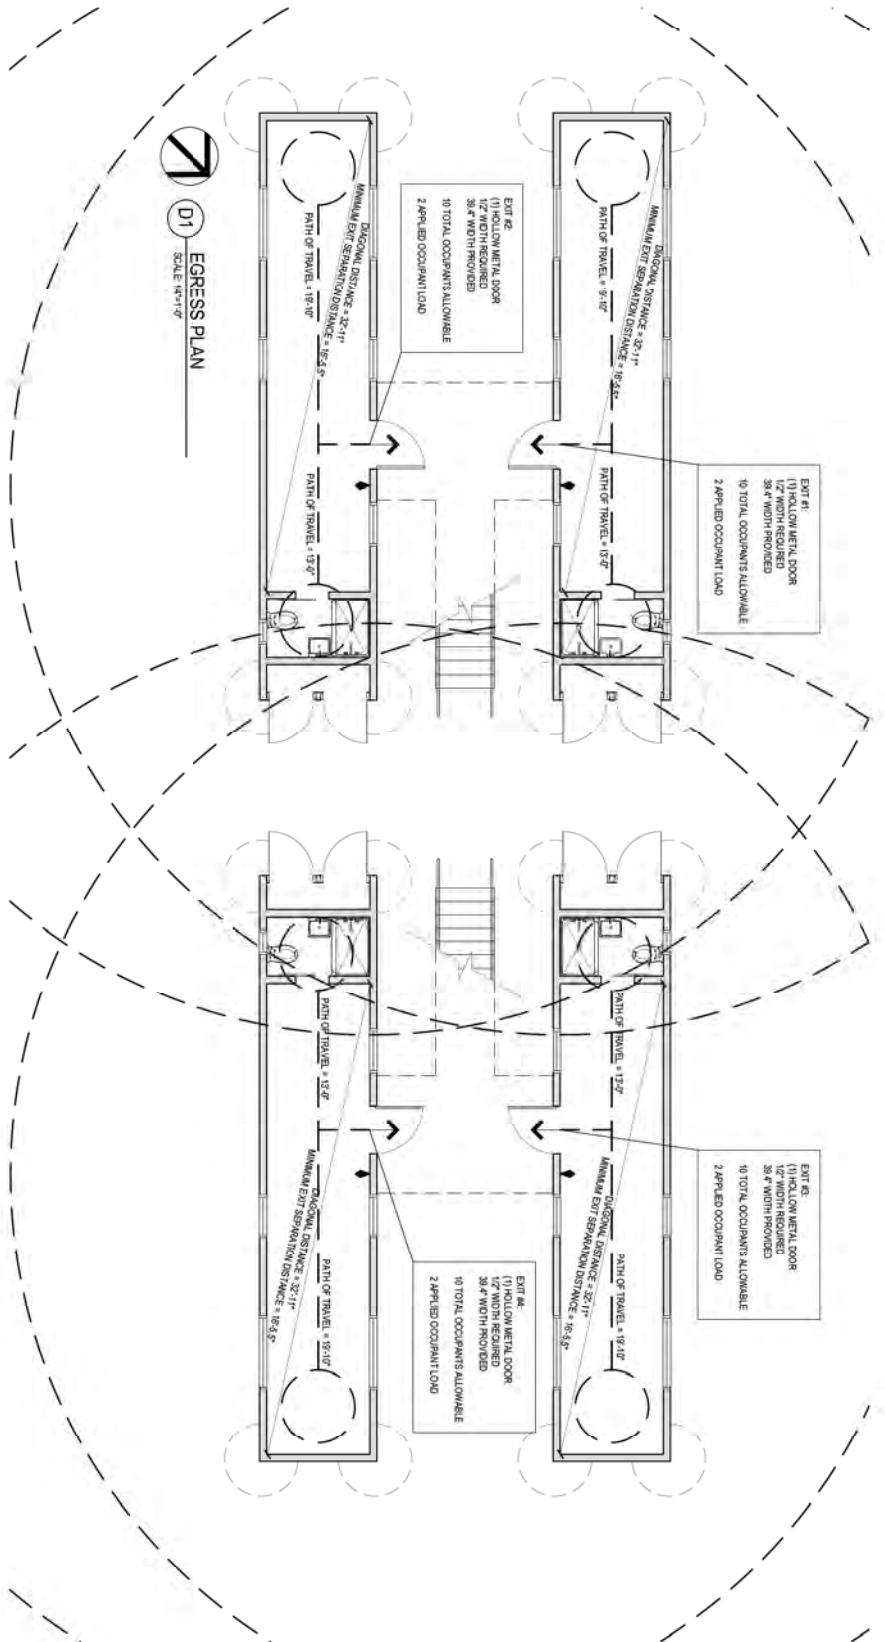 EXIT #1:
(1) HOLLOW METAL DOOR
1/2" WIDTH REQUIRED
39.4" WIDTH PROVIDED
10 TOTAL OCCUPANTS ALLOWABLE
2 APPLIED OCCUPANT LOAD
EXIT #3:
(1) HOLLOW METAL DOOR
1/2" WIDTH REQUIRED
39.4" WIDTH PROVIDED
10 TOTAL OCCUPANTS ALLOWABLE
2 APPLIED OCCUPANT LOAD
DIAGONAL DISTANCE = 32'-11"
MINIMUM EXIT SEPARATION DISTANCE = 16'-5.5"
PATH OF TRAVEL = 19'-10"
PATH OF TRAVEL = 13'-0"
PATH OF TRAVEL = 13'-0"
DIAGONAL DISTANCE = 32'-11"
MINIMUM EXIT SEPARATION DISTANCE = 16'-5.5"
PATH OF TRAVEL = 19'-10"
EXIT #2:
(1) HOLLOW METAL DOOR
1/2" WIDTH REQUIRED
39.4" WIDTH PROVIDED
10 TOTAL OCCUPANTS ALLOWABLE
2 APPLIED OCCUPANT LOAD
EXIT #4:
(1) HOLLOW METAL DOOR
1/2" WIDTH REQUIRED
39.4" WIDTH PROVIDED
10 TOTAL OCCUPANTS ALLOWABLE
2 APPLIED OCCUPANT LOAD
DIAGONAL DISTANCE = 32'-11"
MINIMUM EXIT SEPARATION DISTANCE = 16'-5.5"
PATH OF TRAVEL = 19'-10"
PATH OF TRAVEL = 13'-0"
PATH OF TRAVEL = 13'-0"
DIAGONAL DISTANCE = 32'-11"
MINIMUM EXIT SEPARATION DISTANCE = 16'-5.5"
PATH OF TRAVEL = 19'-10"
D1
EGRESS PLAN
SCALE: 1/4"=1'-0"